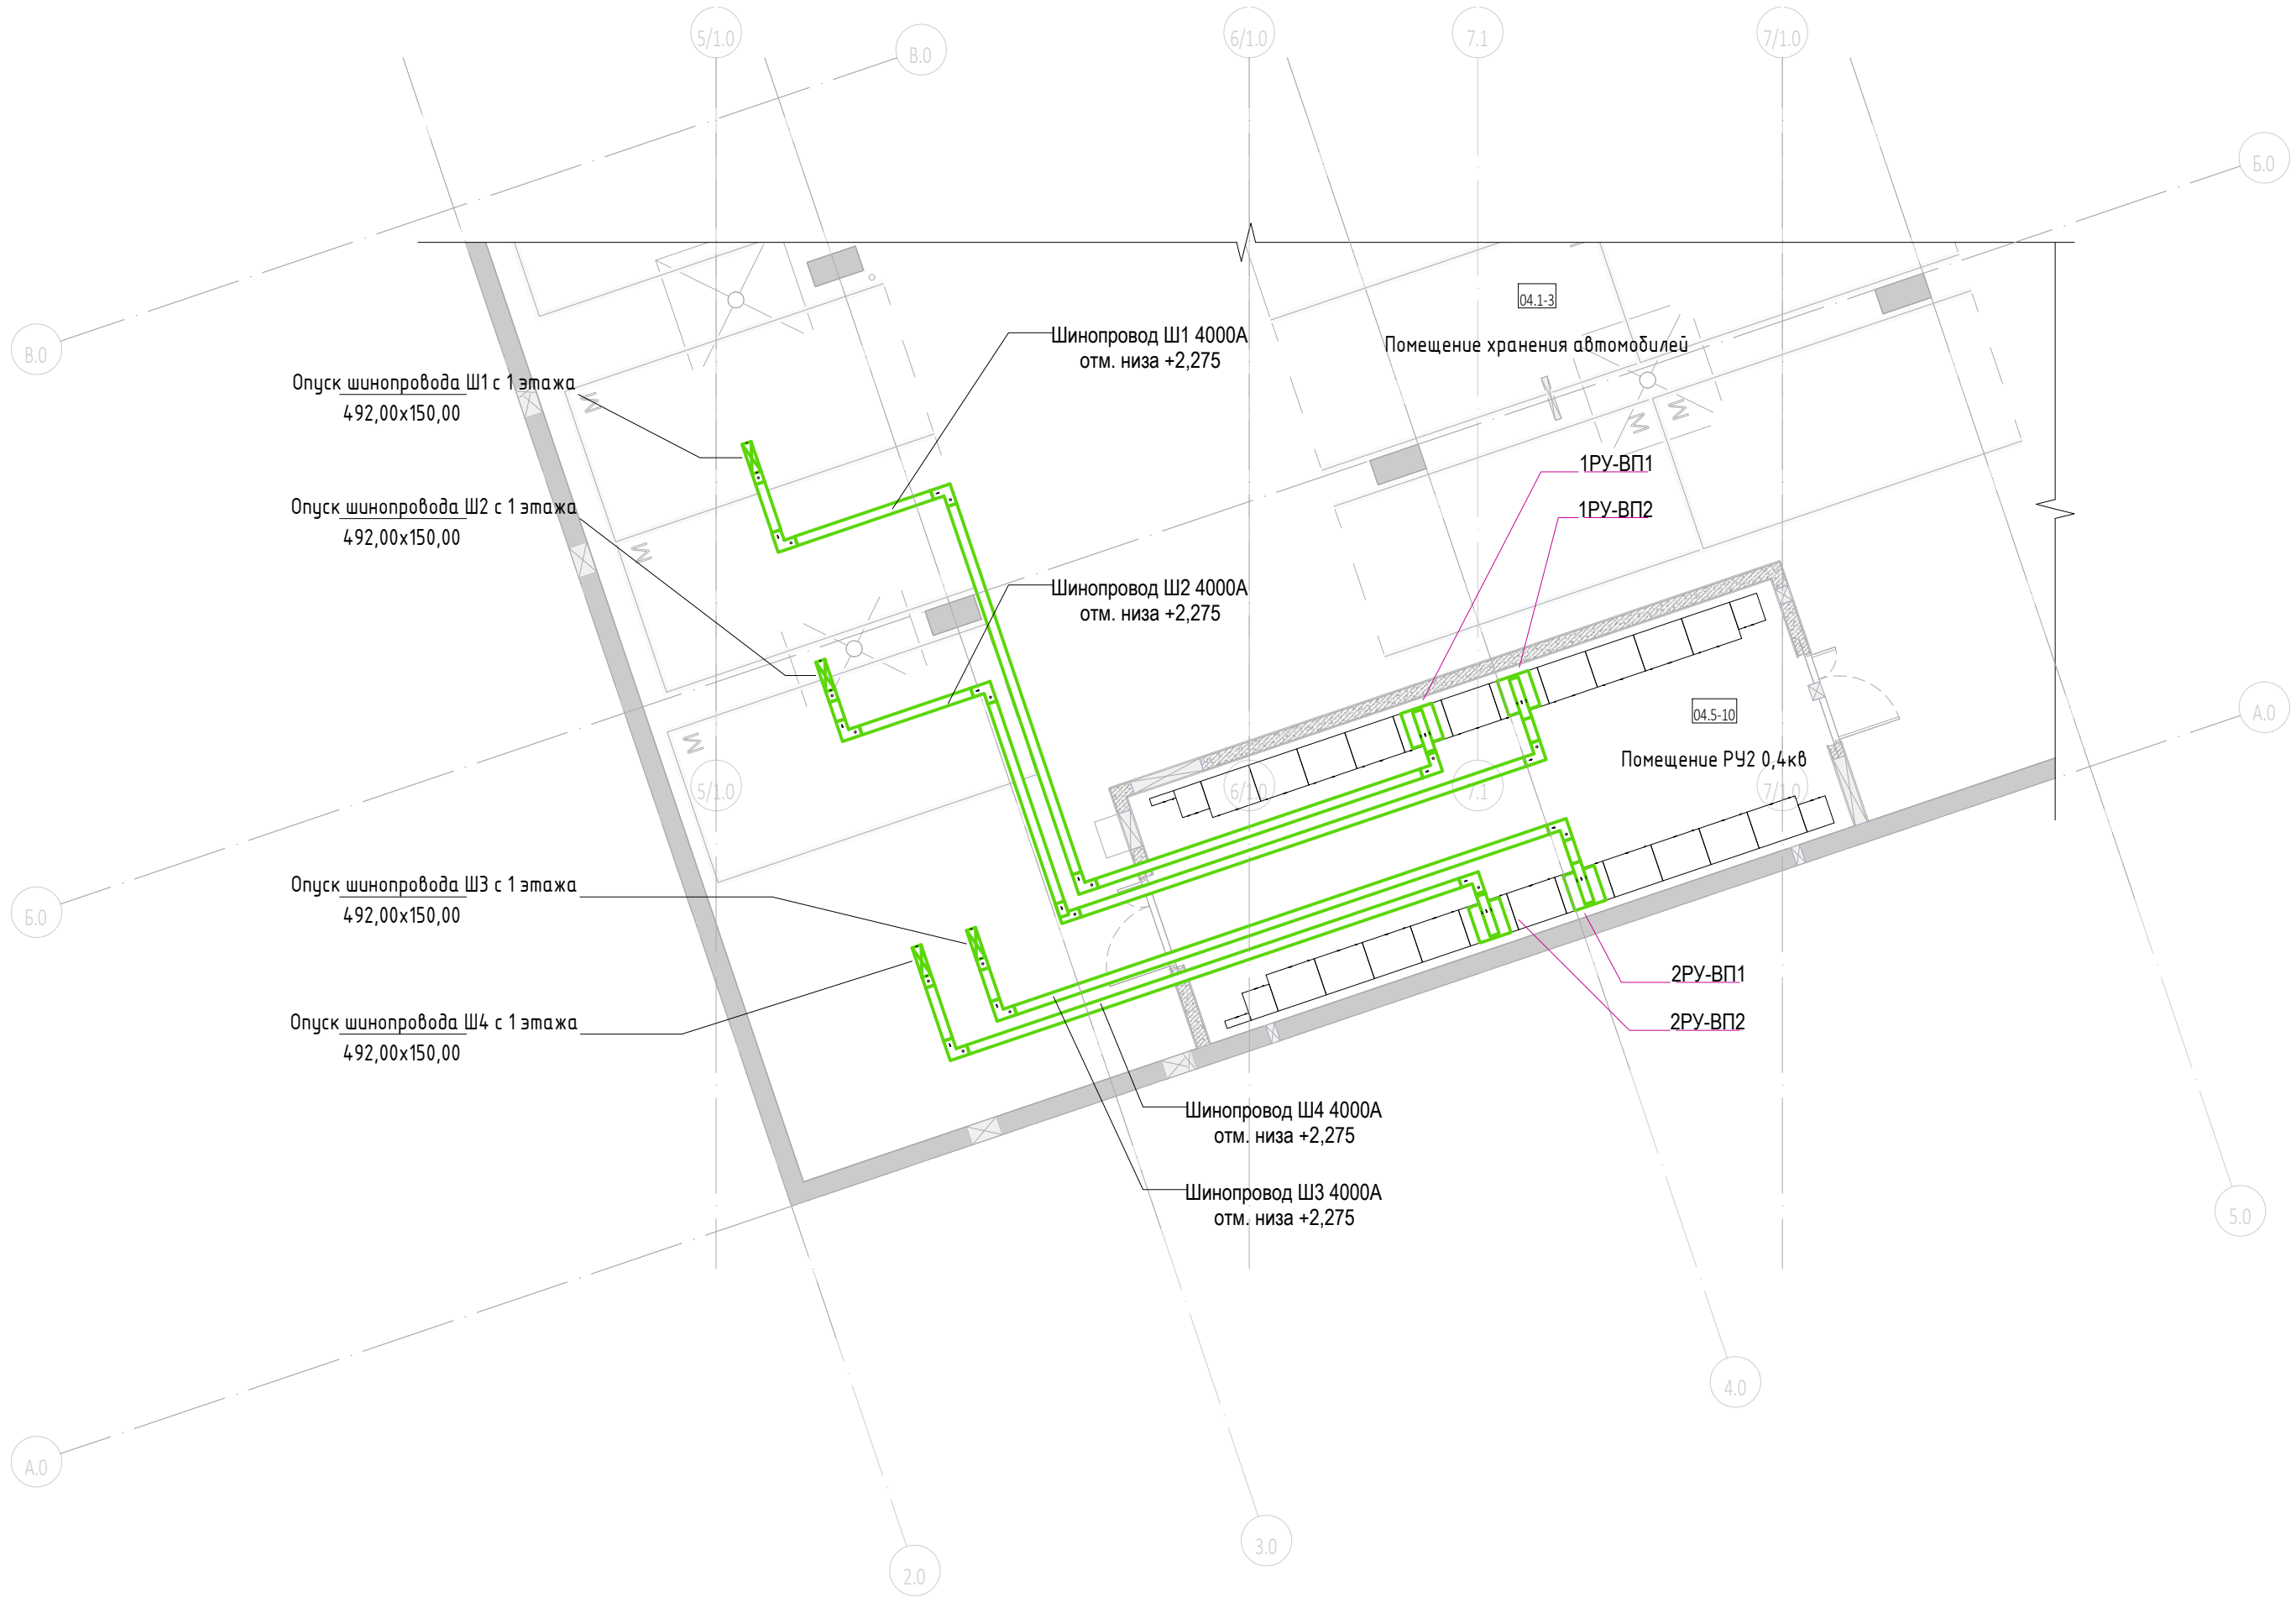 5/1.0
В.0
6/1.0
7.1
7/1.0
Б.0
В.0
04.1-3
Шинопровод Ш1 4000А
отм. низа +2,275
Помещение хранения автомобилей
Опуск шинопровода Ш1 с 1 этажа
492,00х150,00
М
М
М
1РУ-ВП1
Опуск шинопровода Ш2 с 1 этажа
492,00х150,00
1РУ-ВП2
М
Шинопровод Ш2 4000А
отм. низа +2,275
04.5-10
А.0
М
Помещение РУ2 0,4кв
5/1.0
6/1.0
7.1
7/1.0
Опуск шинопровода Ш3 с 1 этажа
492,00х150,00
Б.0
2РУ-ВП1
Опуск шинопровода Ш4 с 1 этажа
492,00х150,00
2РУ-ВП2
Шинопровод Ш4 4000А
отм. низа +2,275
Шинопровод Ш3 4000А
отм. низа +2,275
5.0
4.0
А.0
3.0
2.0